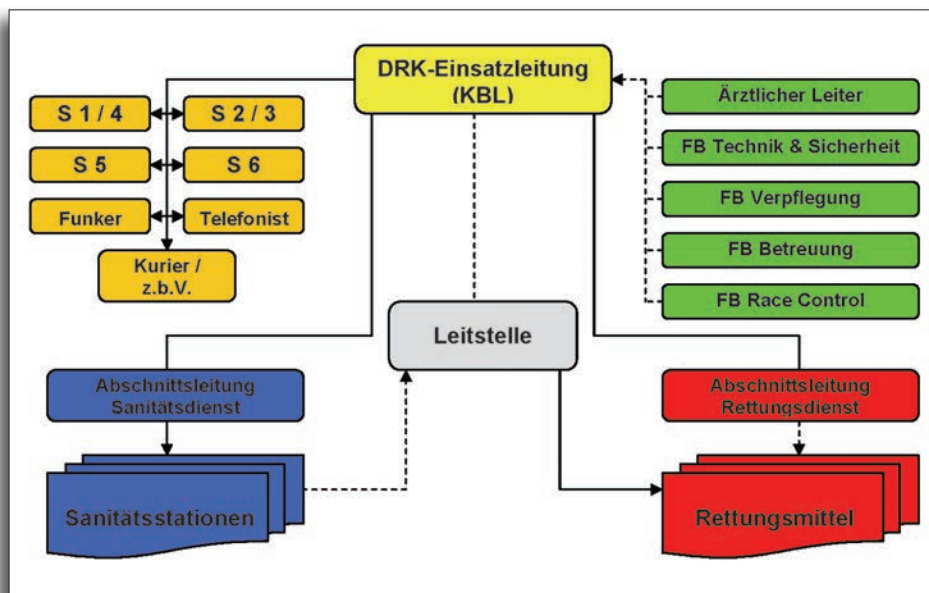 DRK-Einsatzleitung
(KBL)
S 1 / 4
S 2 / 3
S 5
S 6
Funker
Telefonist
Kurier /
z.b.V.
Ärztlicher Leiter
FB Technik & Sicherheit
FB Verpflegung
FB Betreuung
FB Race Control
Leitstelle
Abschnittsleitung
Sanitätsdienst
Abschnittsleitung
Rettungsdienst
Sanitätsstationen
Rettungsmittel